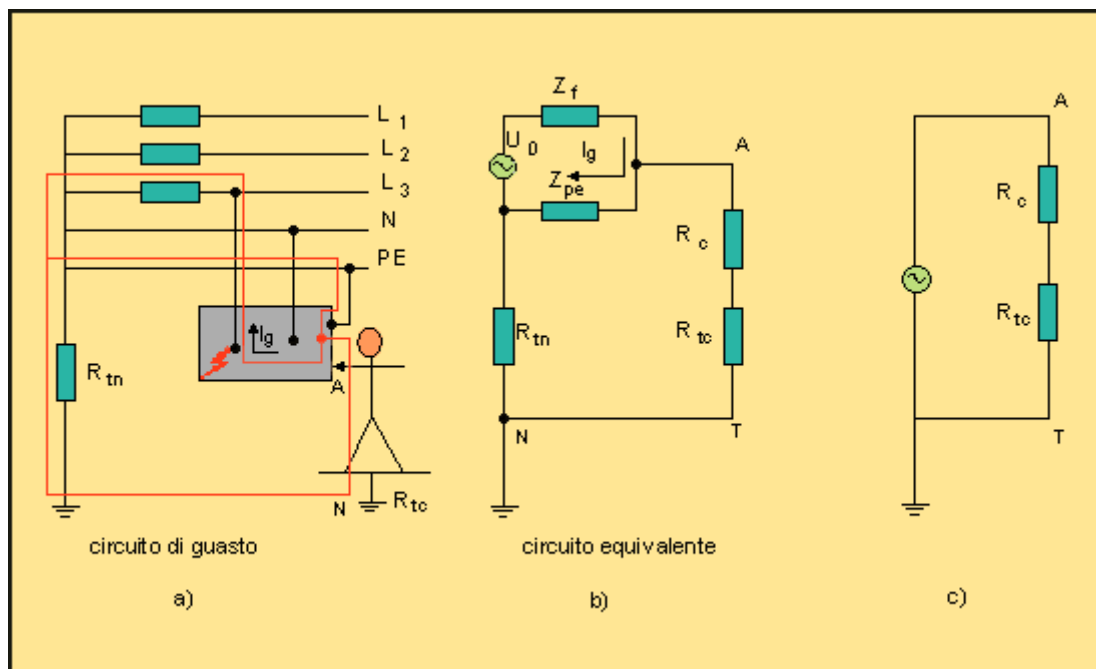 L 1
L 2
L 3
N
PE
Ig
R tn
A
N
R tc
circuito di guasto
a)
Z f
U 0
Ig
A
Z pe
R c
R tn
R tc
N
T
circuito equivalente
b)
A
R c
R tc
T
c)